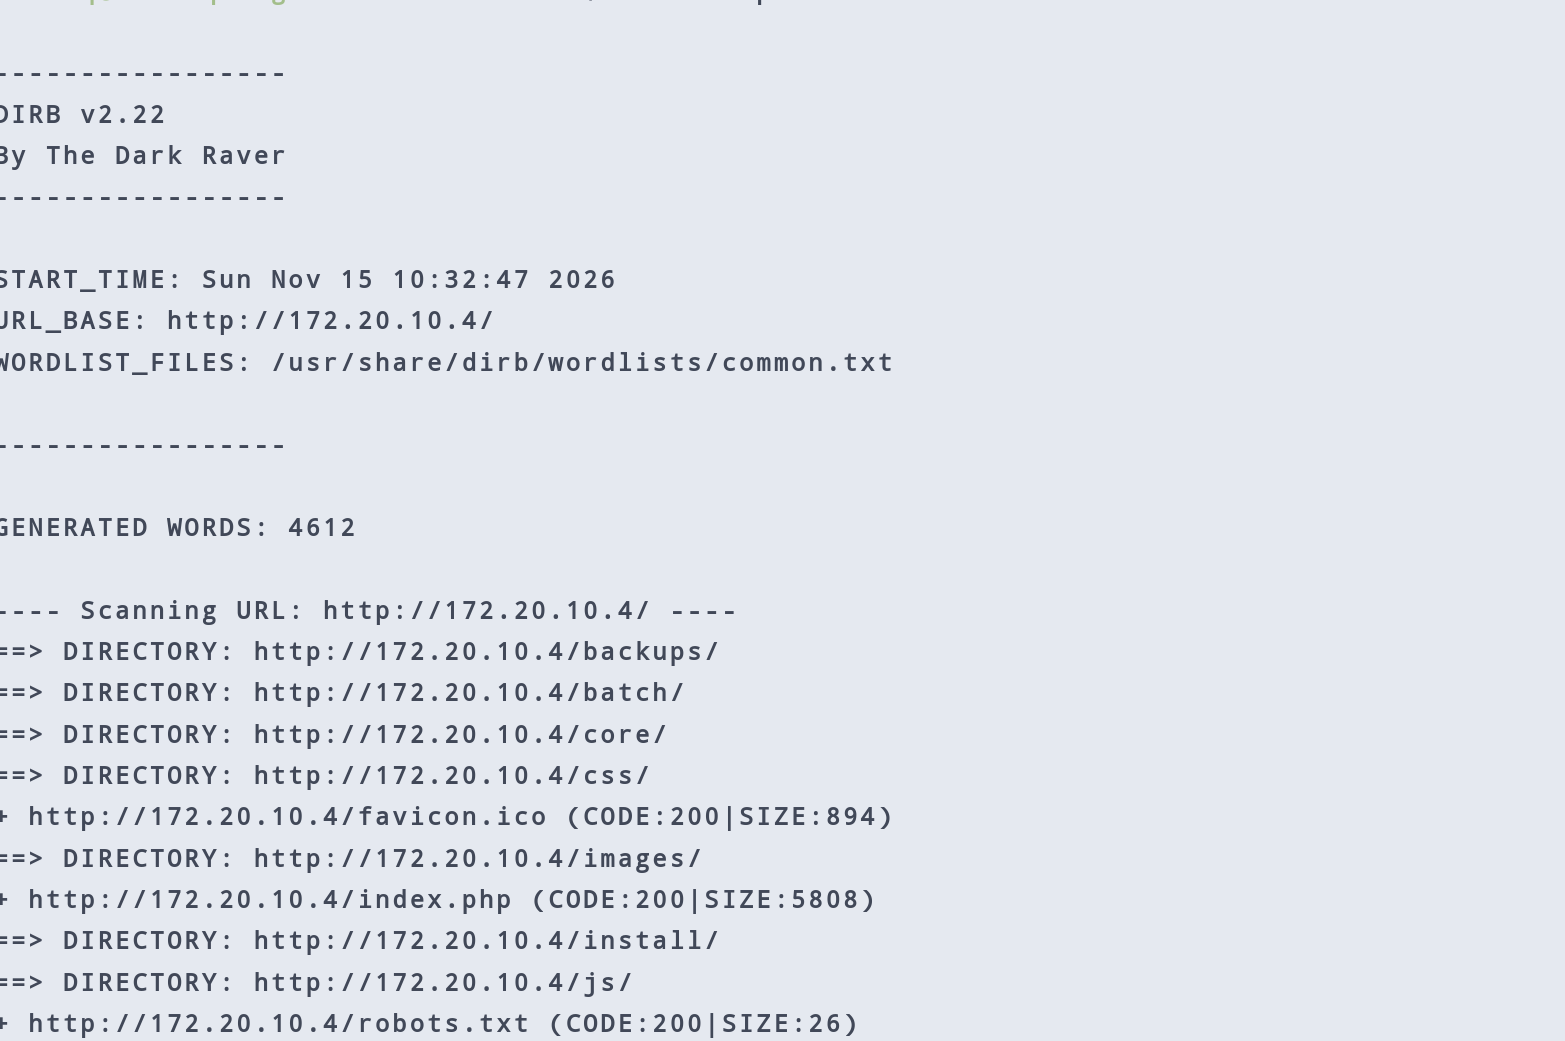 -----------------
DIRB v2.22
By The Dark Raver
-----------------
START_TIME: Sun Nov 15 10:32:47 2026
URL_BASE: http://172.20.10.4/
WORDLIST_FILES: /usr/share/dirb/wordlists/common.txt
-----------------
GENERATED WORDS: 4612
---- Scanning URL: http://172.20.10.4/ ----
==> DIRECTORY: http://172.20.10.4/backups/
==> DIRECTORY: http://172.20.10.4/batch/
==> DIRECTORY: http://172.20.10.4/core/
==> DIRECTORY: http://172.20.10.4/css/
+ http://172.20.10.4/favicon.ico (CODE:200|SIZE:894)
==> DIRECTORY: http://172.20.10.4/images/
+ http://172.20.10.4/index.php (CODE:200|SIZE:5808)
==> DIRECTORY: http://172.20.10.4/install/
==> DIRECTORY: http://172.20.10.4/js/
+ http://172.20.10.4/robots.txt (CODE:200|SIZE:26)